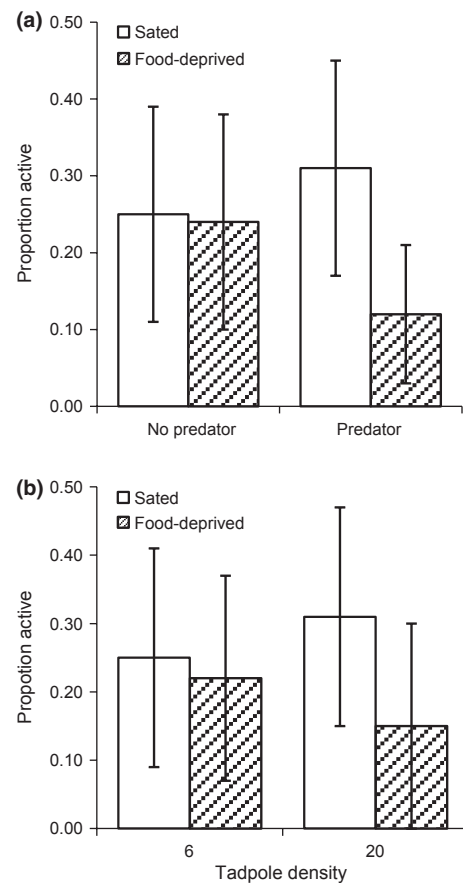 (a)
Sated
Food-deprived
0.50
0.40
0.30
0.20
0.10
0.00
Proportion active
No predator
Predator
(b)
Sated
Food-deprived
0.50
0.40
0.30
0.20
0.10
0.00
Propotion active
6
20
Tadpole density